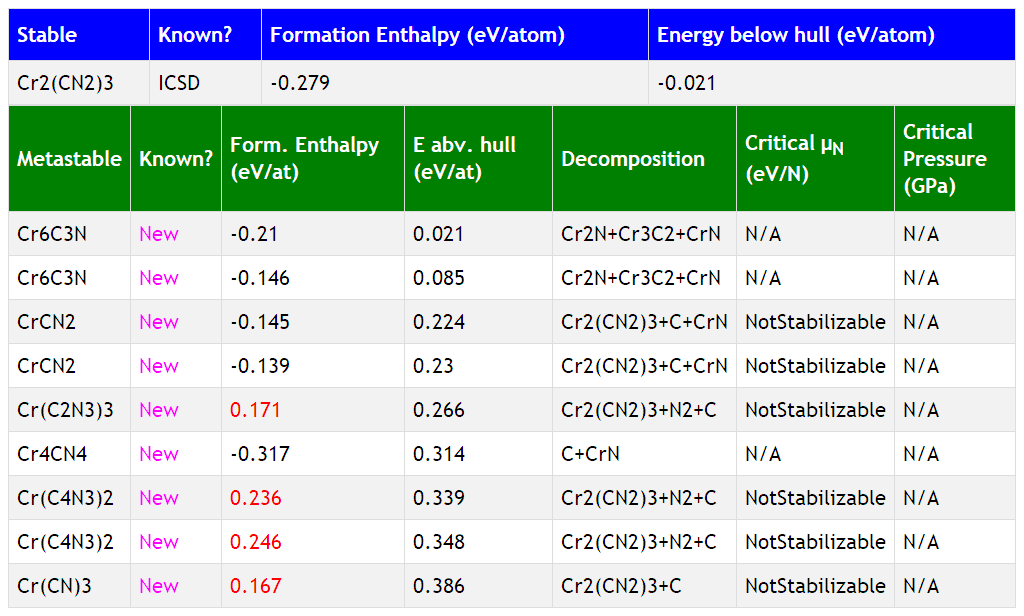 Stable Known? Formation Enthalpy (eV/atom) Energy below hull (eV/atom)
Cr2(CN2)3 ICSD -0.279 -0.021
Metastable Known? Form. Enthalpy (eV/at) E abv. hull (eV/at) Decomposition Critical μN (eV/N) Critical Pressure (GPa)
Cr6C3N New -0.21 0.021 Cr2N+Cr3C2+CrN N/A N/A
Cr6C3N New -0.146 0.085 Cr2N+Cr3C2+CrN N/A N/A
CrCN2 New -0.145 0.224 Cr2(CN2)3+C+CrN NotStabilizable N/A
CrCN2 New -0.139 0.23 Cr2(CN2)3+C+CrN NotStabilizable N/A
Cr(C2N3)3 New 0.171 0.266 Cr2(CN2)3+N2+C NotStabilizable N/A
Cr4CN4 New -0.317 0.314 C+CrN N/A N/A
Cr(C4N3)2 New 0.236 0.339 Cr2(CN2)3+N2+C NotStabilizable N/A
Cr(C4N3)2 New 0.246 0.348 Cr2(CN2)3+N2+C NotStabilizable N/A
Cr(CN)3 New 0.167 0.386 Cr2(CN2)3+C NotStabilizable N/A